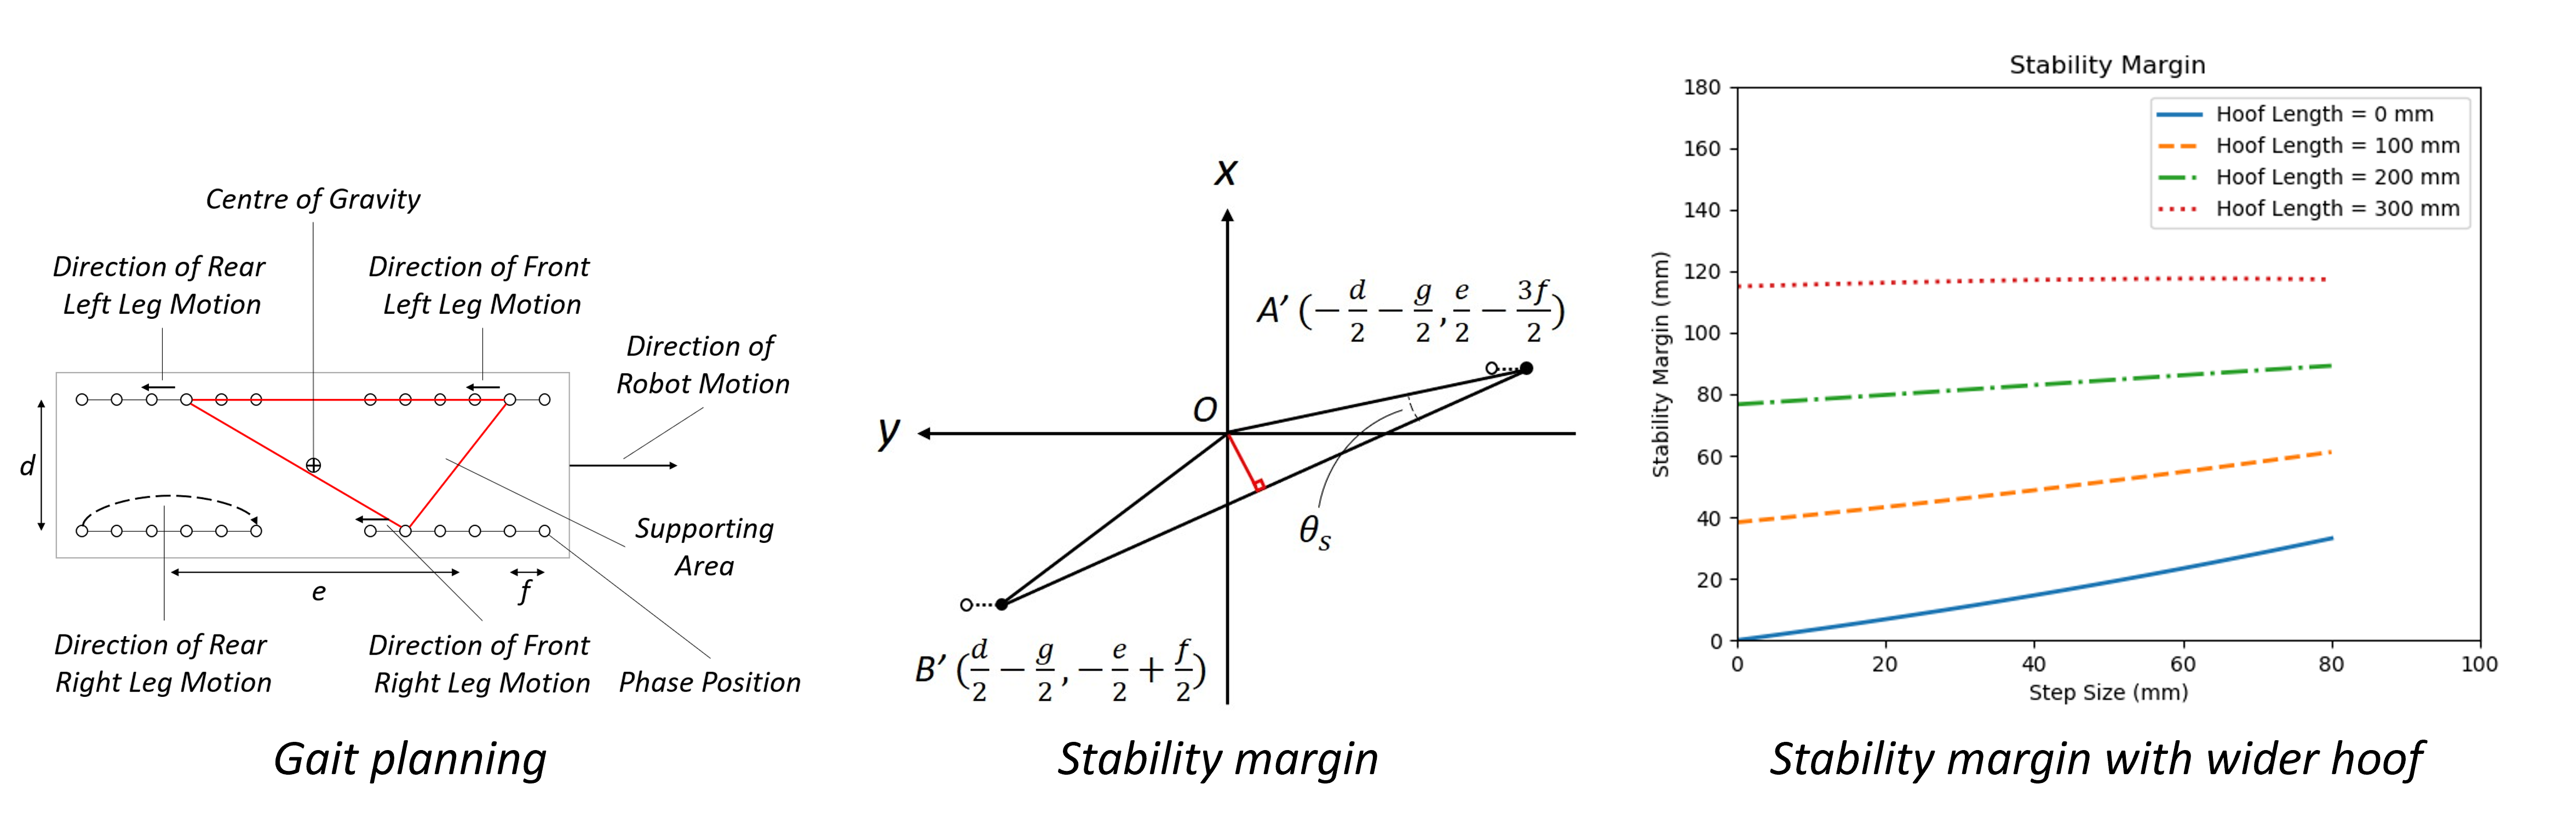 Centre of Gravity
Direction of Rear
Left Leg Motion
Direction of Front
Left Leg Motion
Direction of
Robot Motion
d
e
f
Supporting
Area
Direction of Rear
Right Leg Motion
Direction of Front
Right Leg Motion
Phase Position
Gait planning
x
y
O
A′ (−d/2 − g/2, e/2 − 3f/2)
θs
B′ (d/2 − g/2, −e/2 + f/2)
Stability margin
Stability Margin
Hoof Length = 0 mm
Hoof Length = 100 mm
Hoof Length = 200 mm
Hoof Length = 300 mm
Stability Margin (mm)
180
160
140
120
100
80
60
40
20
0
0 20 40 60 80 100
Step Size (mm)
Stability margin with wider hoof